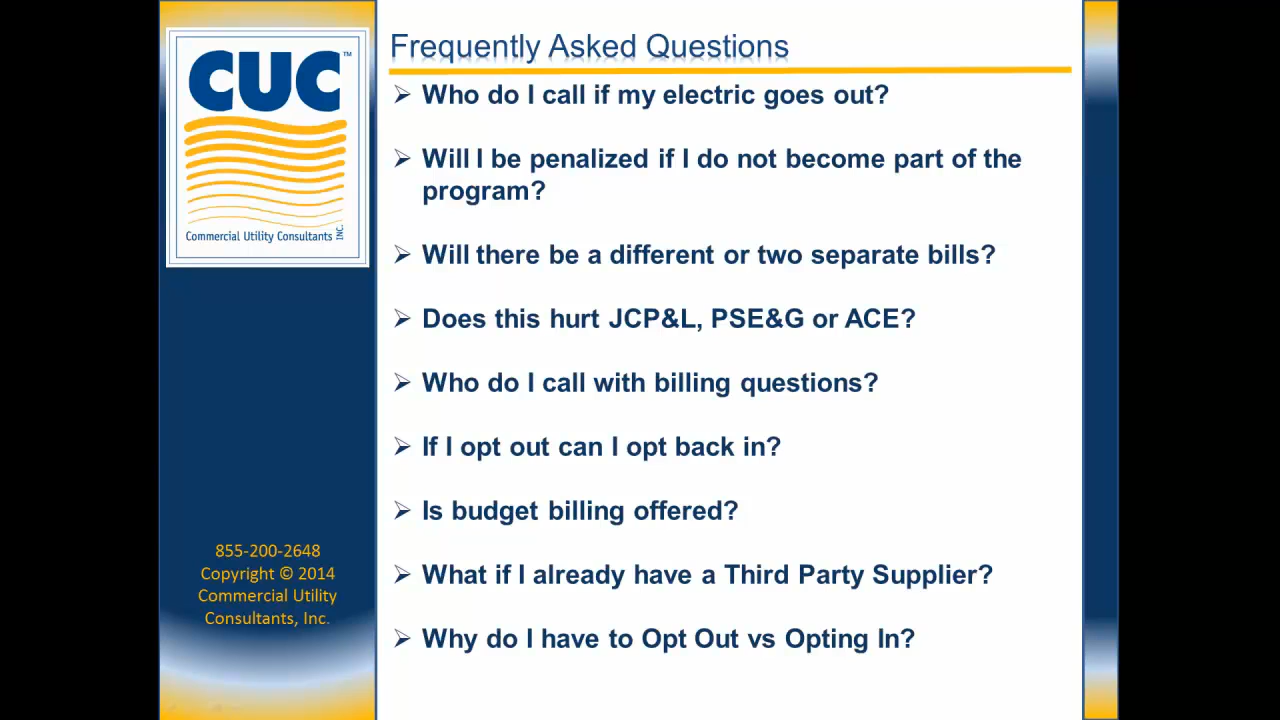 CUC™
Commercial Utility Consultants INC.
855-200-2648
Copyright © 2014
Commercial Utility
Consultants, Inc.
Frequently Asked Questions
Who do I call if my electric goes out?
Will I be penalized if I do not become part of the
program?
Will there be a different or two separate bills?
Does this hurt JCP&L, PSE&G or ACE?
Who do I call with billing questions?
If I opt out can I opt back in?
Is budget billing offered?
What if I already have a Third Party Supplier?
Why do I have to Opt Out vs Opting In?